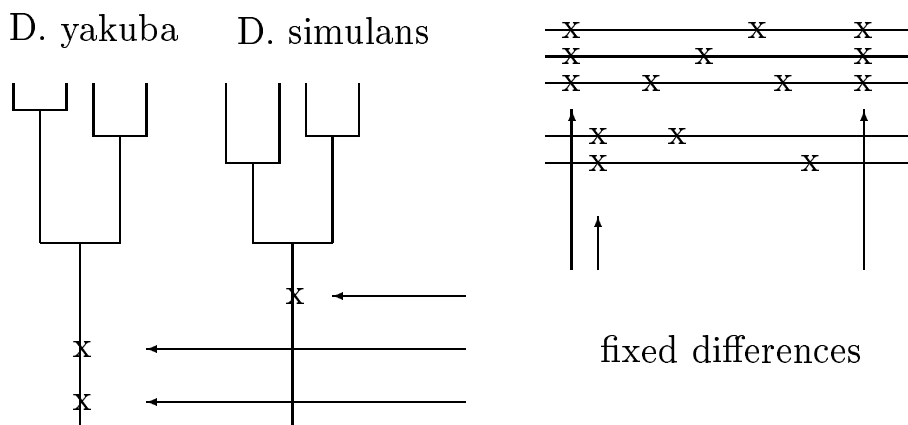 D. yakuba
D. simulans
x x x
x x x
x x x x
x x
x x
x
x
x
fixed differences